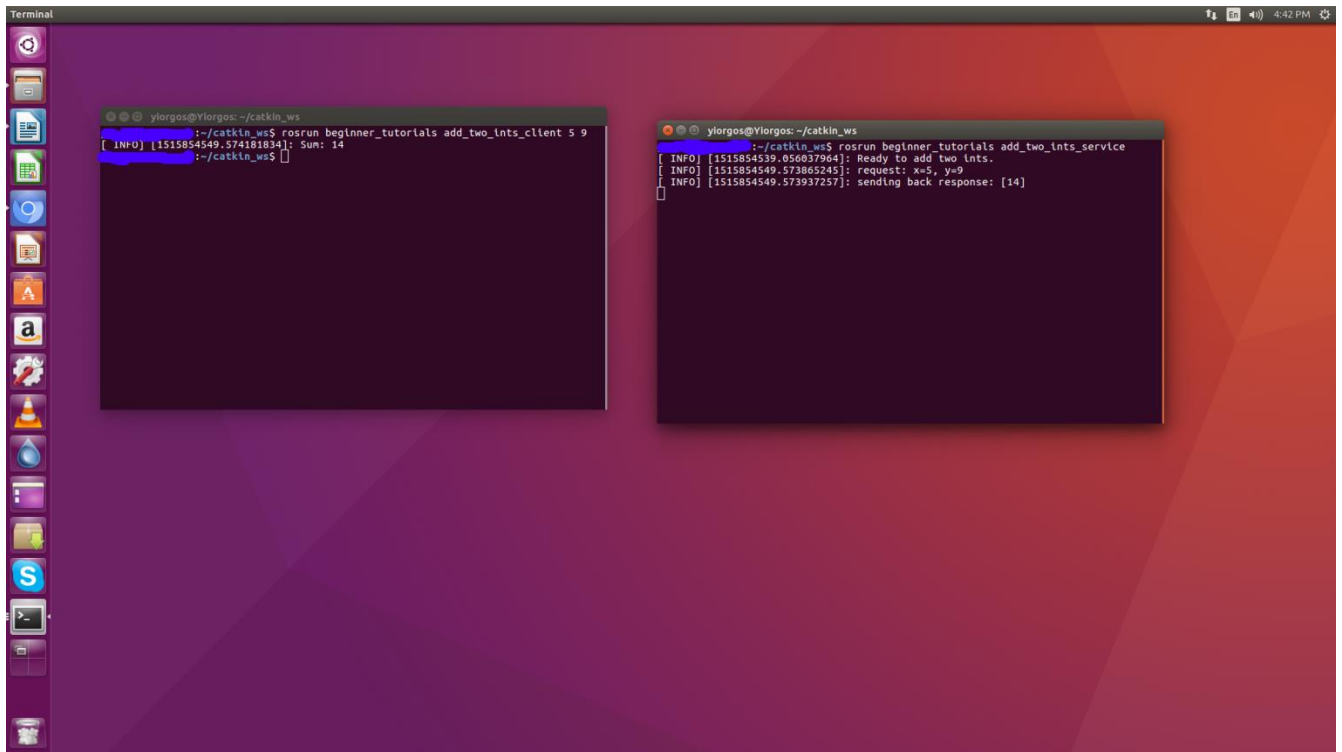 Terminal
En
4:42 PM
yiorgos@Yiorgos: ~/catkin_ws
:~/catkin_ws$ rosrun beginner_tutorials add_two_ints_client 5 9
[ INFO] [1515854549.574181834]: Sum: 14
:~/catkin_ws$
yiorgos@Yiorgos: ~/catkin_ws
:~/catkin_ws$ rosrun beginner_tutorials add_two_ints_service
[ INFO] [1515854539.056037964]: Ready to add two ints.
[ INFO] [1515854549.573865245]: request: x=5, y=9
[ INFO] [1515854549.573937257]: sending back response: [14]
A
a
S
>_